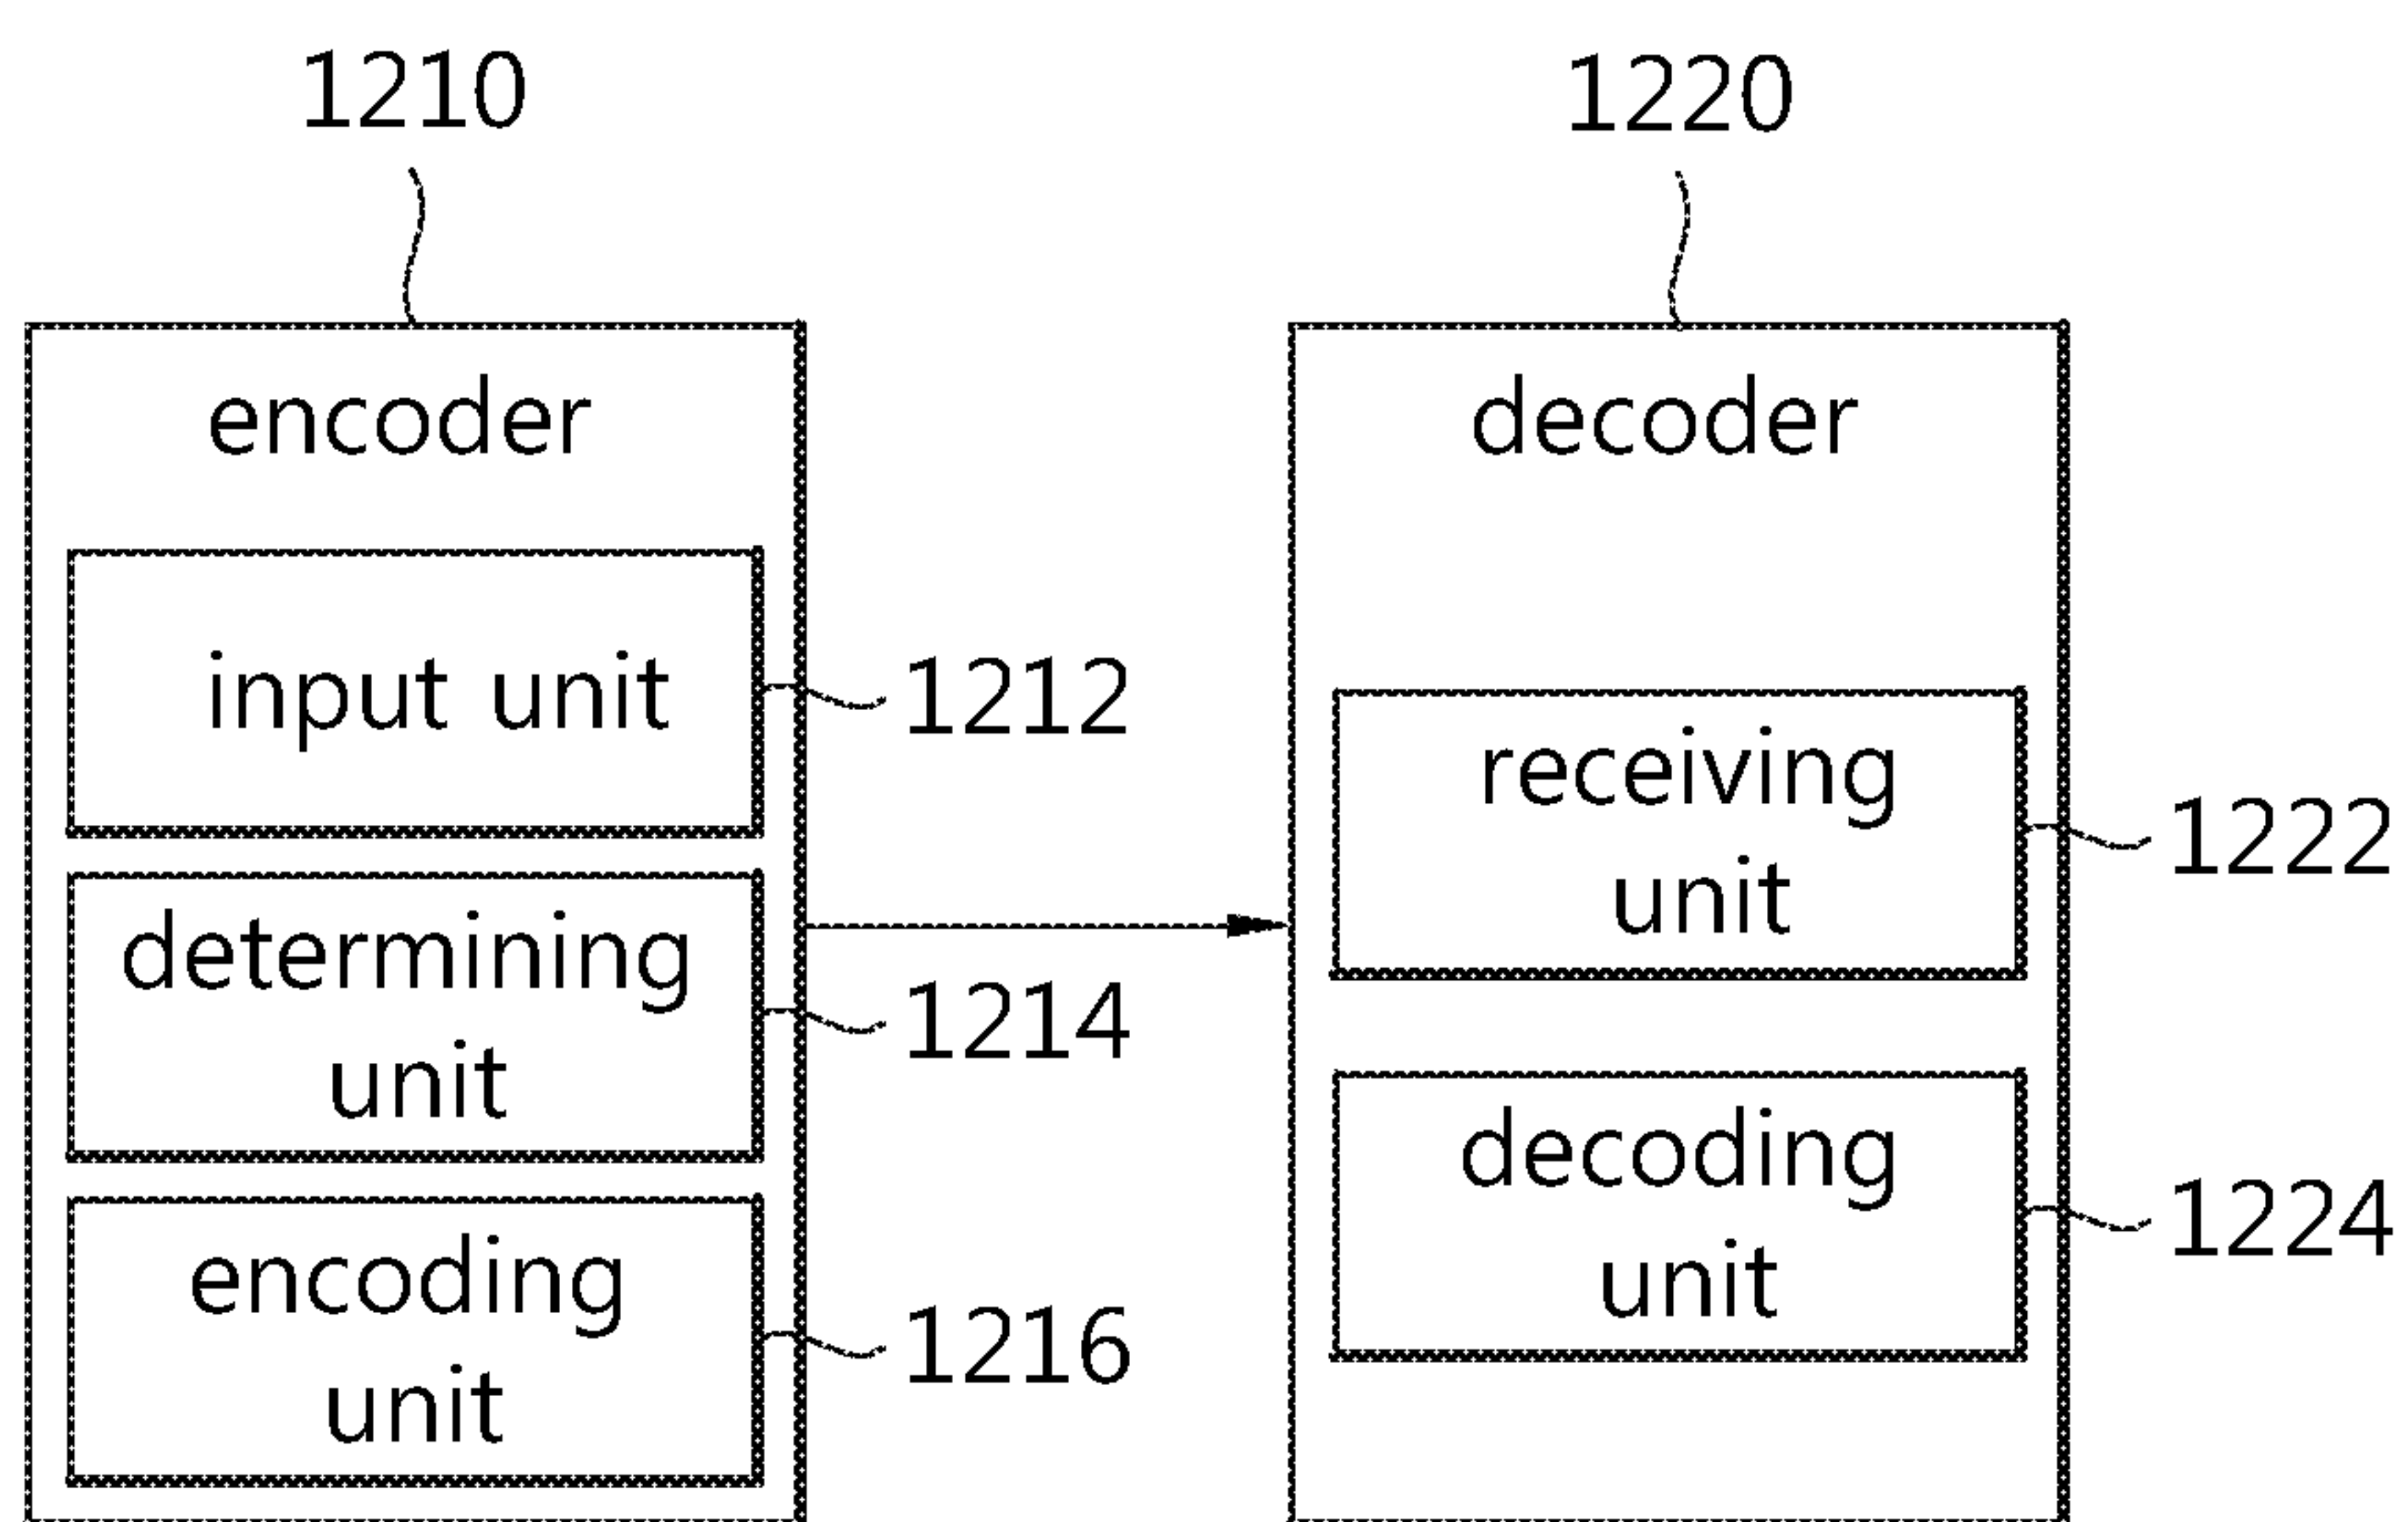 1210
1220
encoder
decoder
input unit
1212
receiving
unit
1222
determining
unit
1214
decoding
unit
1224
encoding
unit
1216